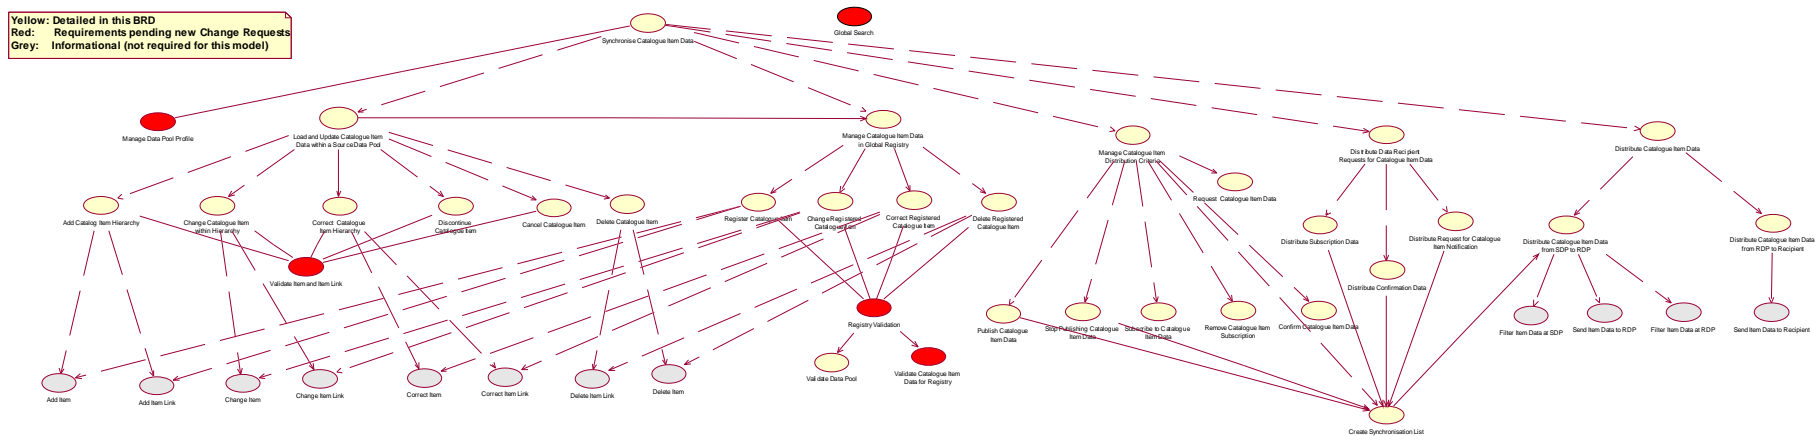 Yellow: Detailed in this BRD
Red: Requirements pending new Change Requests
Grey: Informational (not required for this model)
Synchronise Catalogue Item Data
Global Search
Manage Data Pool Profile
Load and Update Catalogue Item
Data within a Source Data Pool
Manage Catalogue Item Data
in Global Registry
Manage Catalogue Item
Distribution Criteria
Distribute Data Recipient
Requests for Catalogue Item Data
Distribute Catalogue Item Data
Request Catalogue Item Data
Add Catalog Item Hierarchy
Change Catalogue Item
within Hierarchy
Correct Catalogue
Item Hierarchy
Discontinue
Catalogue Item
Cancel Catalogue Item
Delete Catalogue Item
Register Catalogue Item
Change Registered
Catalogue Item
Correct Registered
Catalogue Item
Delete Registered
Catalogue Item
Distribute Subscription Data
Distribute Request for Catalogue
Item Notification
Distribute Catalogue Item Data
from SDP to RDP
Distribute Catalogue Item Data
from RDP to Recipient
Validate Item and Item Link
Distribute Confirmation Data
Registry Validation
Publish Catalogue
Item Data
Stop Publishing Catalogue
Item Data
Subscribe to Catalogue
Item Data
Remove Catalogue Item
Subscription
Confirm Catalogue Item Data
Filter Item Data at SDP
Send Item Data to RDP
Filter Item Data at RDP
Send Item Data to Recipient
Validate Data Pool
Validate Catalogue Item
Data for Registry
Add Item
Add Item Link
Change Item
Change Item Link
Correct Item
Correct Item Link
Delete Item Link
Delete Item
Create Synchronisation List